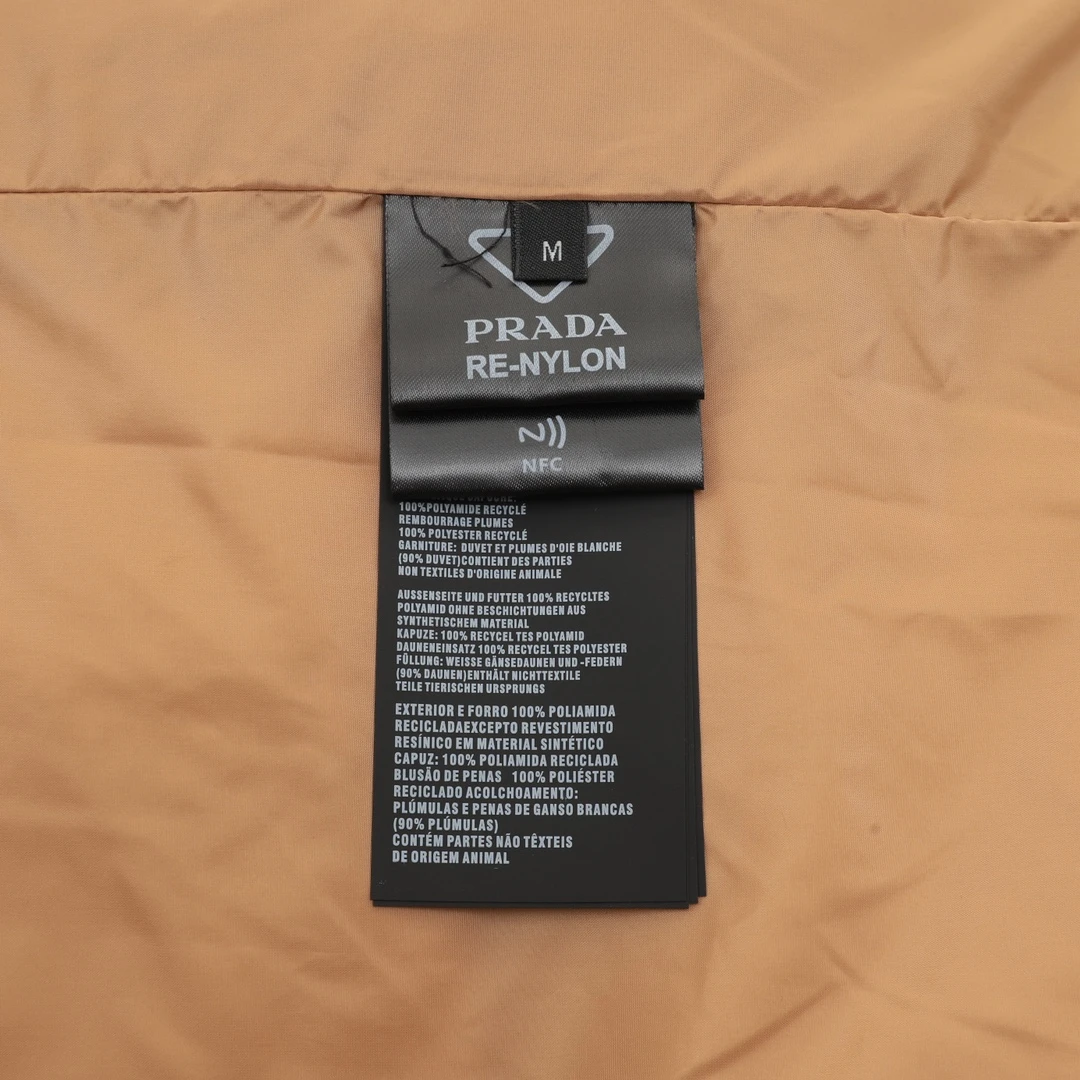 M
PRADA
RE-NYLON
NFC
100%POLYAMIDE RECYCLÉ
REMBOURRAGE PLUMES
100% POLYESTER RECYCLÉ
GARNITURE: DUVET ET PLUMES D'OIE BLANCHE
(90% DUVET)CONTIENT DES PARTIES
NON TEXTILES D'ORIGINE ANIMALE
AUSSENSEITE UND FUTTER 100% RECYCLTES
POLYAMID OHNE BESCHICHTUNGEN AUS
SYNTHETISCHEM MATERIAL
KAPUZE: 100% RECYCEL TES POLYAMID
DAUNENEINSATZ 100% RECYCEL TES POLYESTER
FÜLLUNG: WEISSE GÄNSEDAUNEN UND -FEDERN
(90% DAUNEN)ENTHÄLT NICHTTEXTILE
TEILE TIERISCHEN URSPRUNGS
EXTERIOR E FORRO 100% POLIAMIDA
RECICLADAEXCEPTO REVESTIMENTO
RESÍNICO EM MATERIAL SINTÉTICO
CAPUZ: 100% POLIAMIDA RECICLADA
BLUSÃO DE PENAS 100% POLIÉSTER
RECICLADO ACOLCHOAMENTO:
PLÚMULAS E PENAS DE GANSO BRANCAS
(90% PLÚMULAS)
CONTÉM PARTES NÃO TÊXTEIS
DE ORIGEM ANIMAL